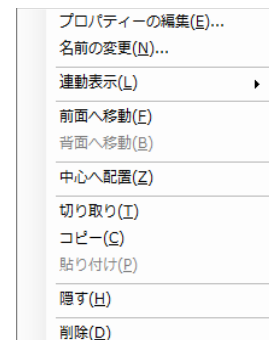 プロパティーの編集(E)...
名前の変更(N)...
連動表示(L)
前面へ移動(F)
背面へ移動(B)
中心へ配置(Z)
切り取り(T)
コピー(C)
貼り付け(P)
隠す(H)
削除(D)